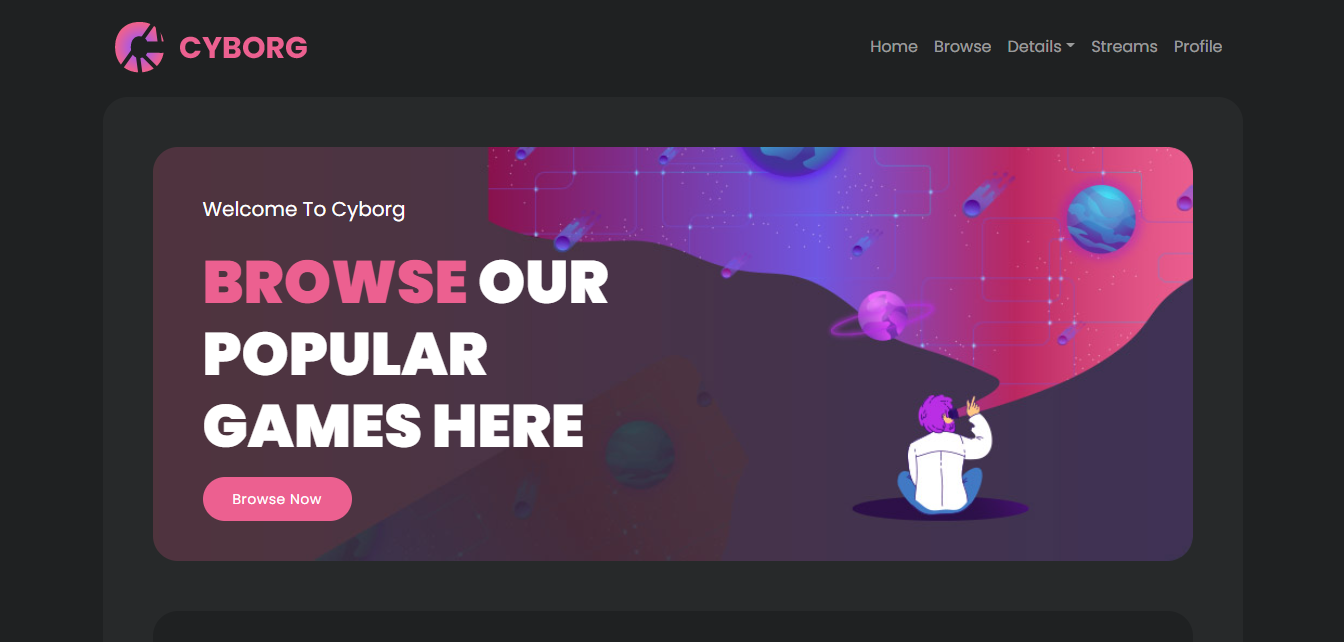 CYBORG
Home Browse Details Streams Profile
Welcome To Cyborg
BROWSE OUR
POPULAR
GAMES HERE
Browse Now